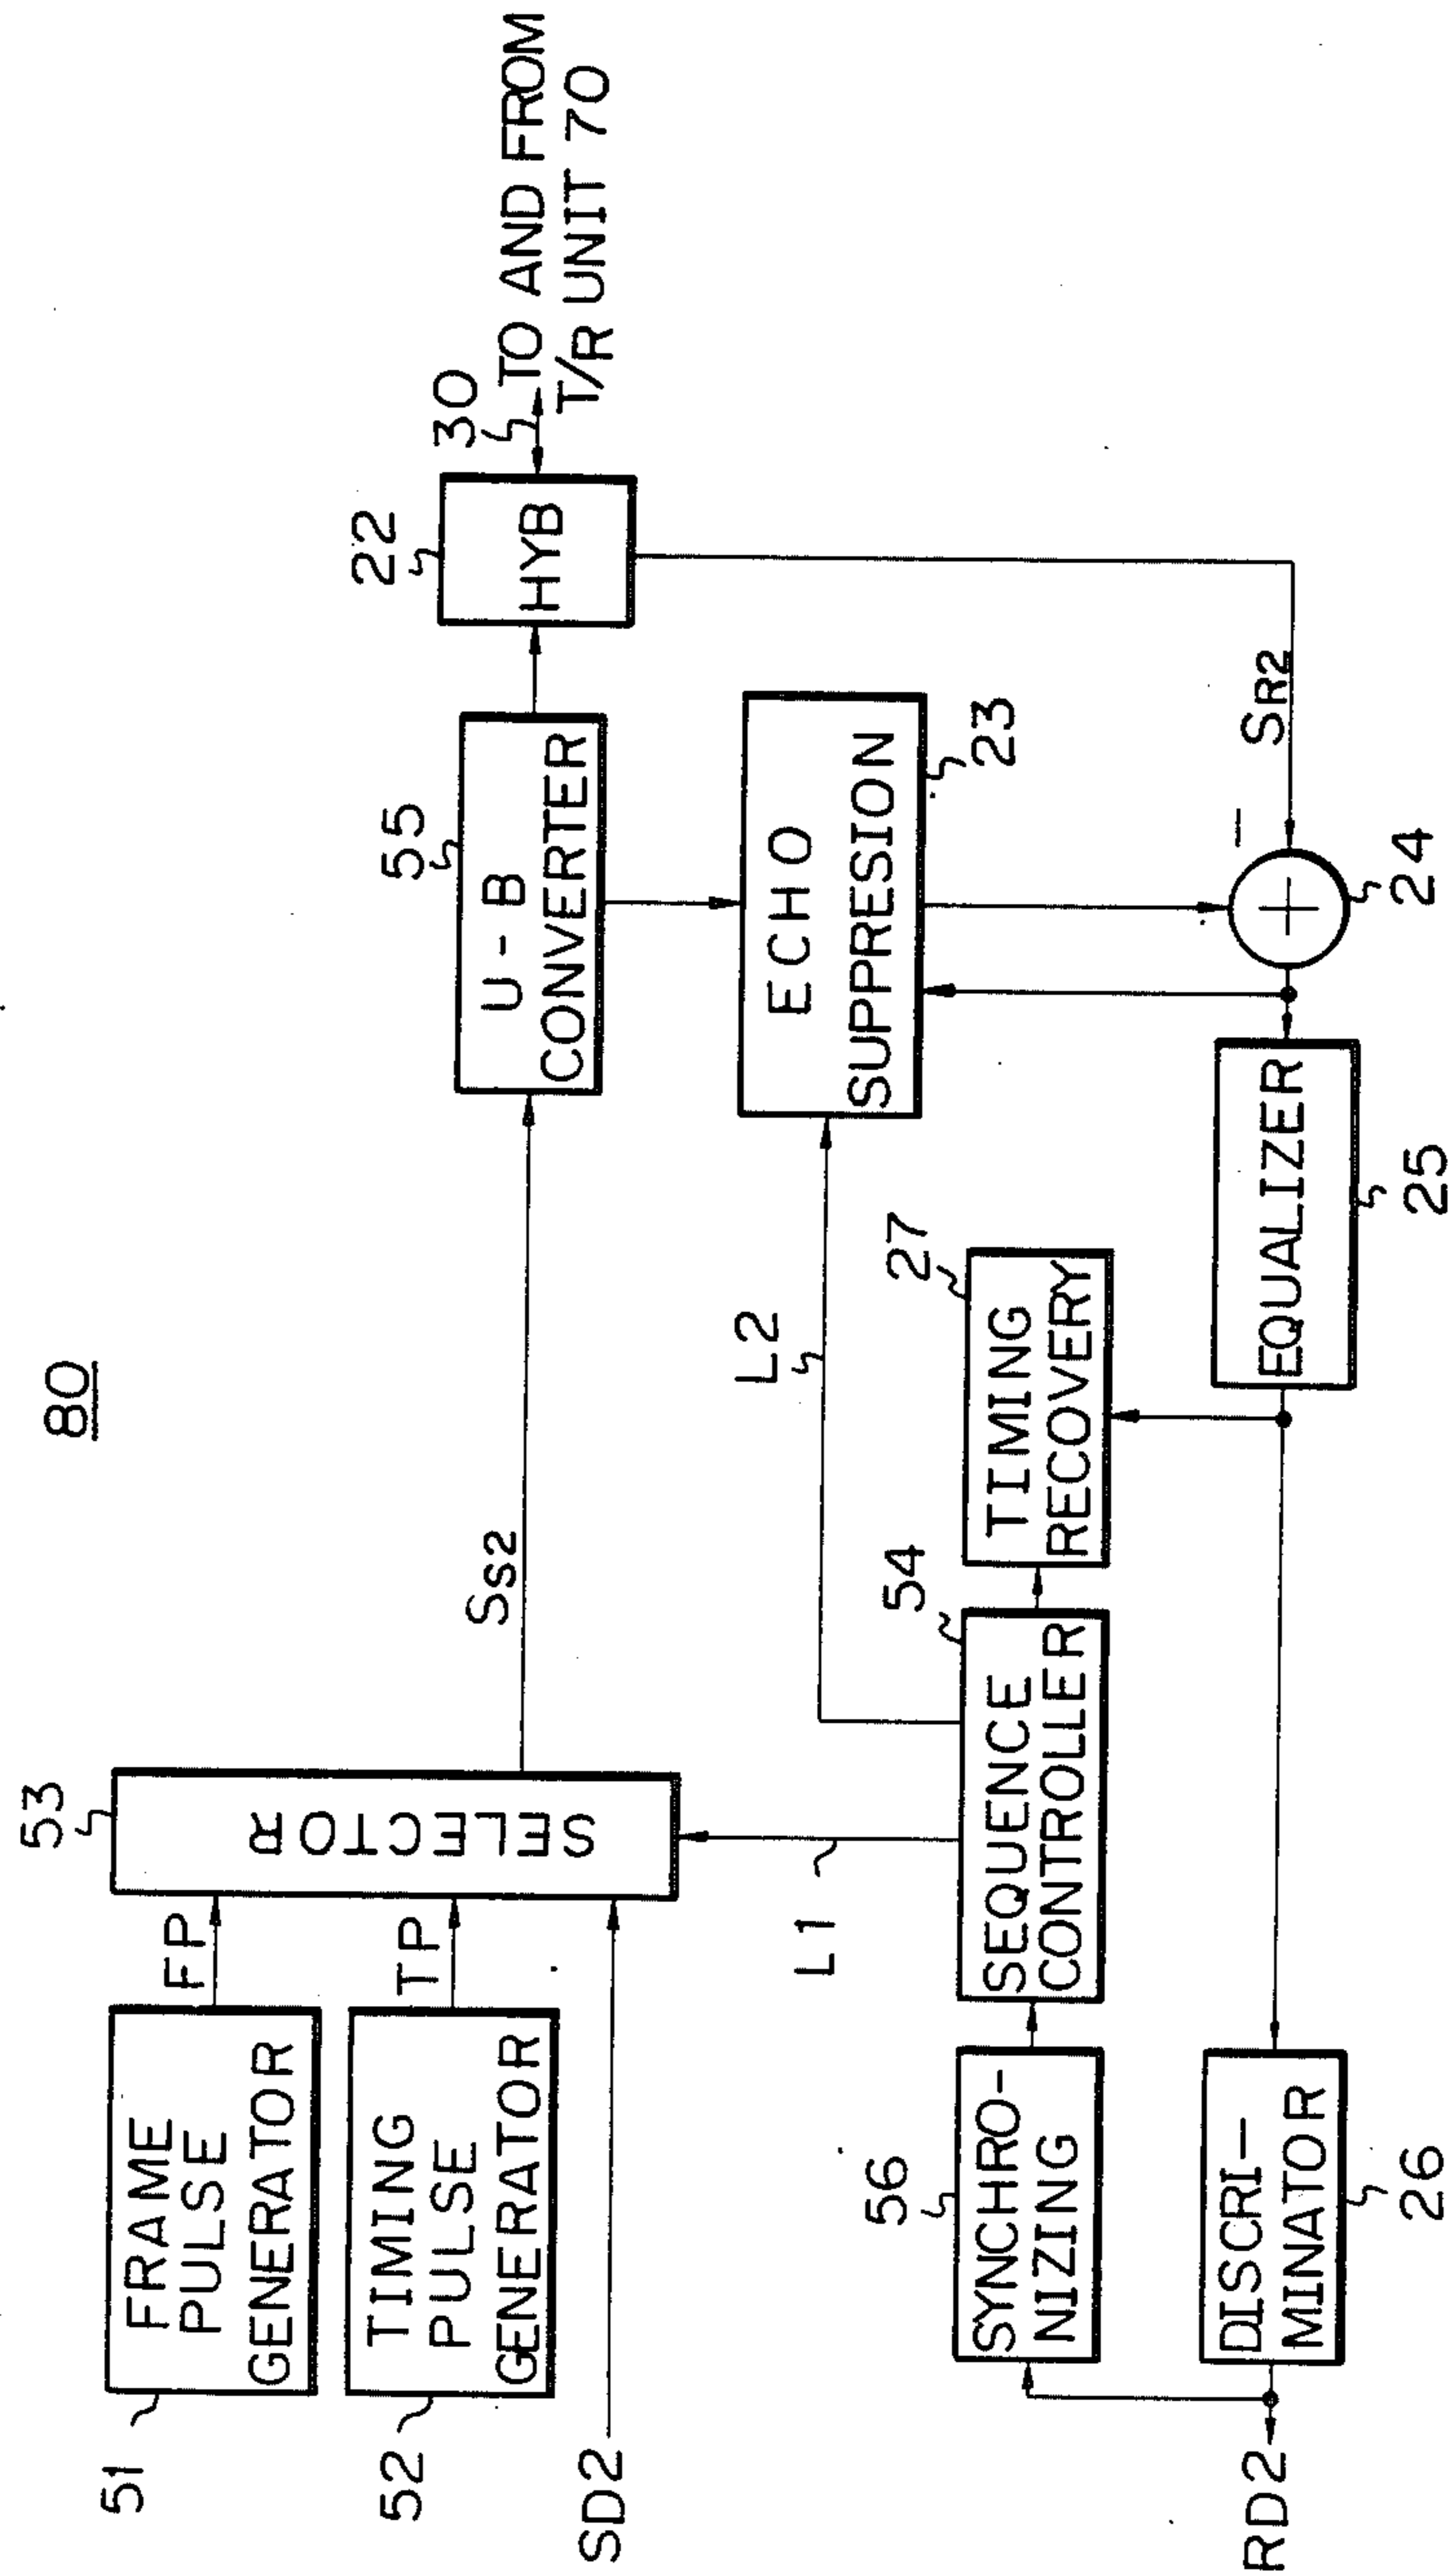 80
51
FRAME
PULSE
GENERATOR
FP
52
TIMING
PULSE
GENERATOR
TP
SD2
53
SELECTOR
SS2
55
U-B
CONVERTER
22
HYB
30
TO AND FROM
T/R UNIT 70
L1
L2
ECHO
SUPPRESION
23
SR2
−
+
24
56
SYNCHRO-
NIZING
54
SEQUENCE
CONTROLLER
27
TIMING
RECOVERY
EQUALIZER
25
DISCRI-
MINATOR
26
RD2